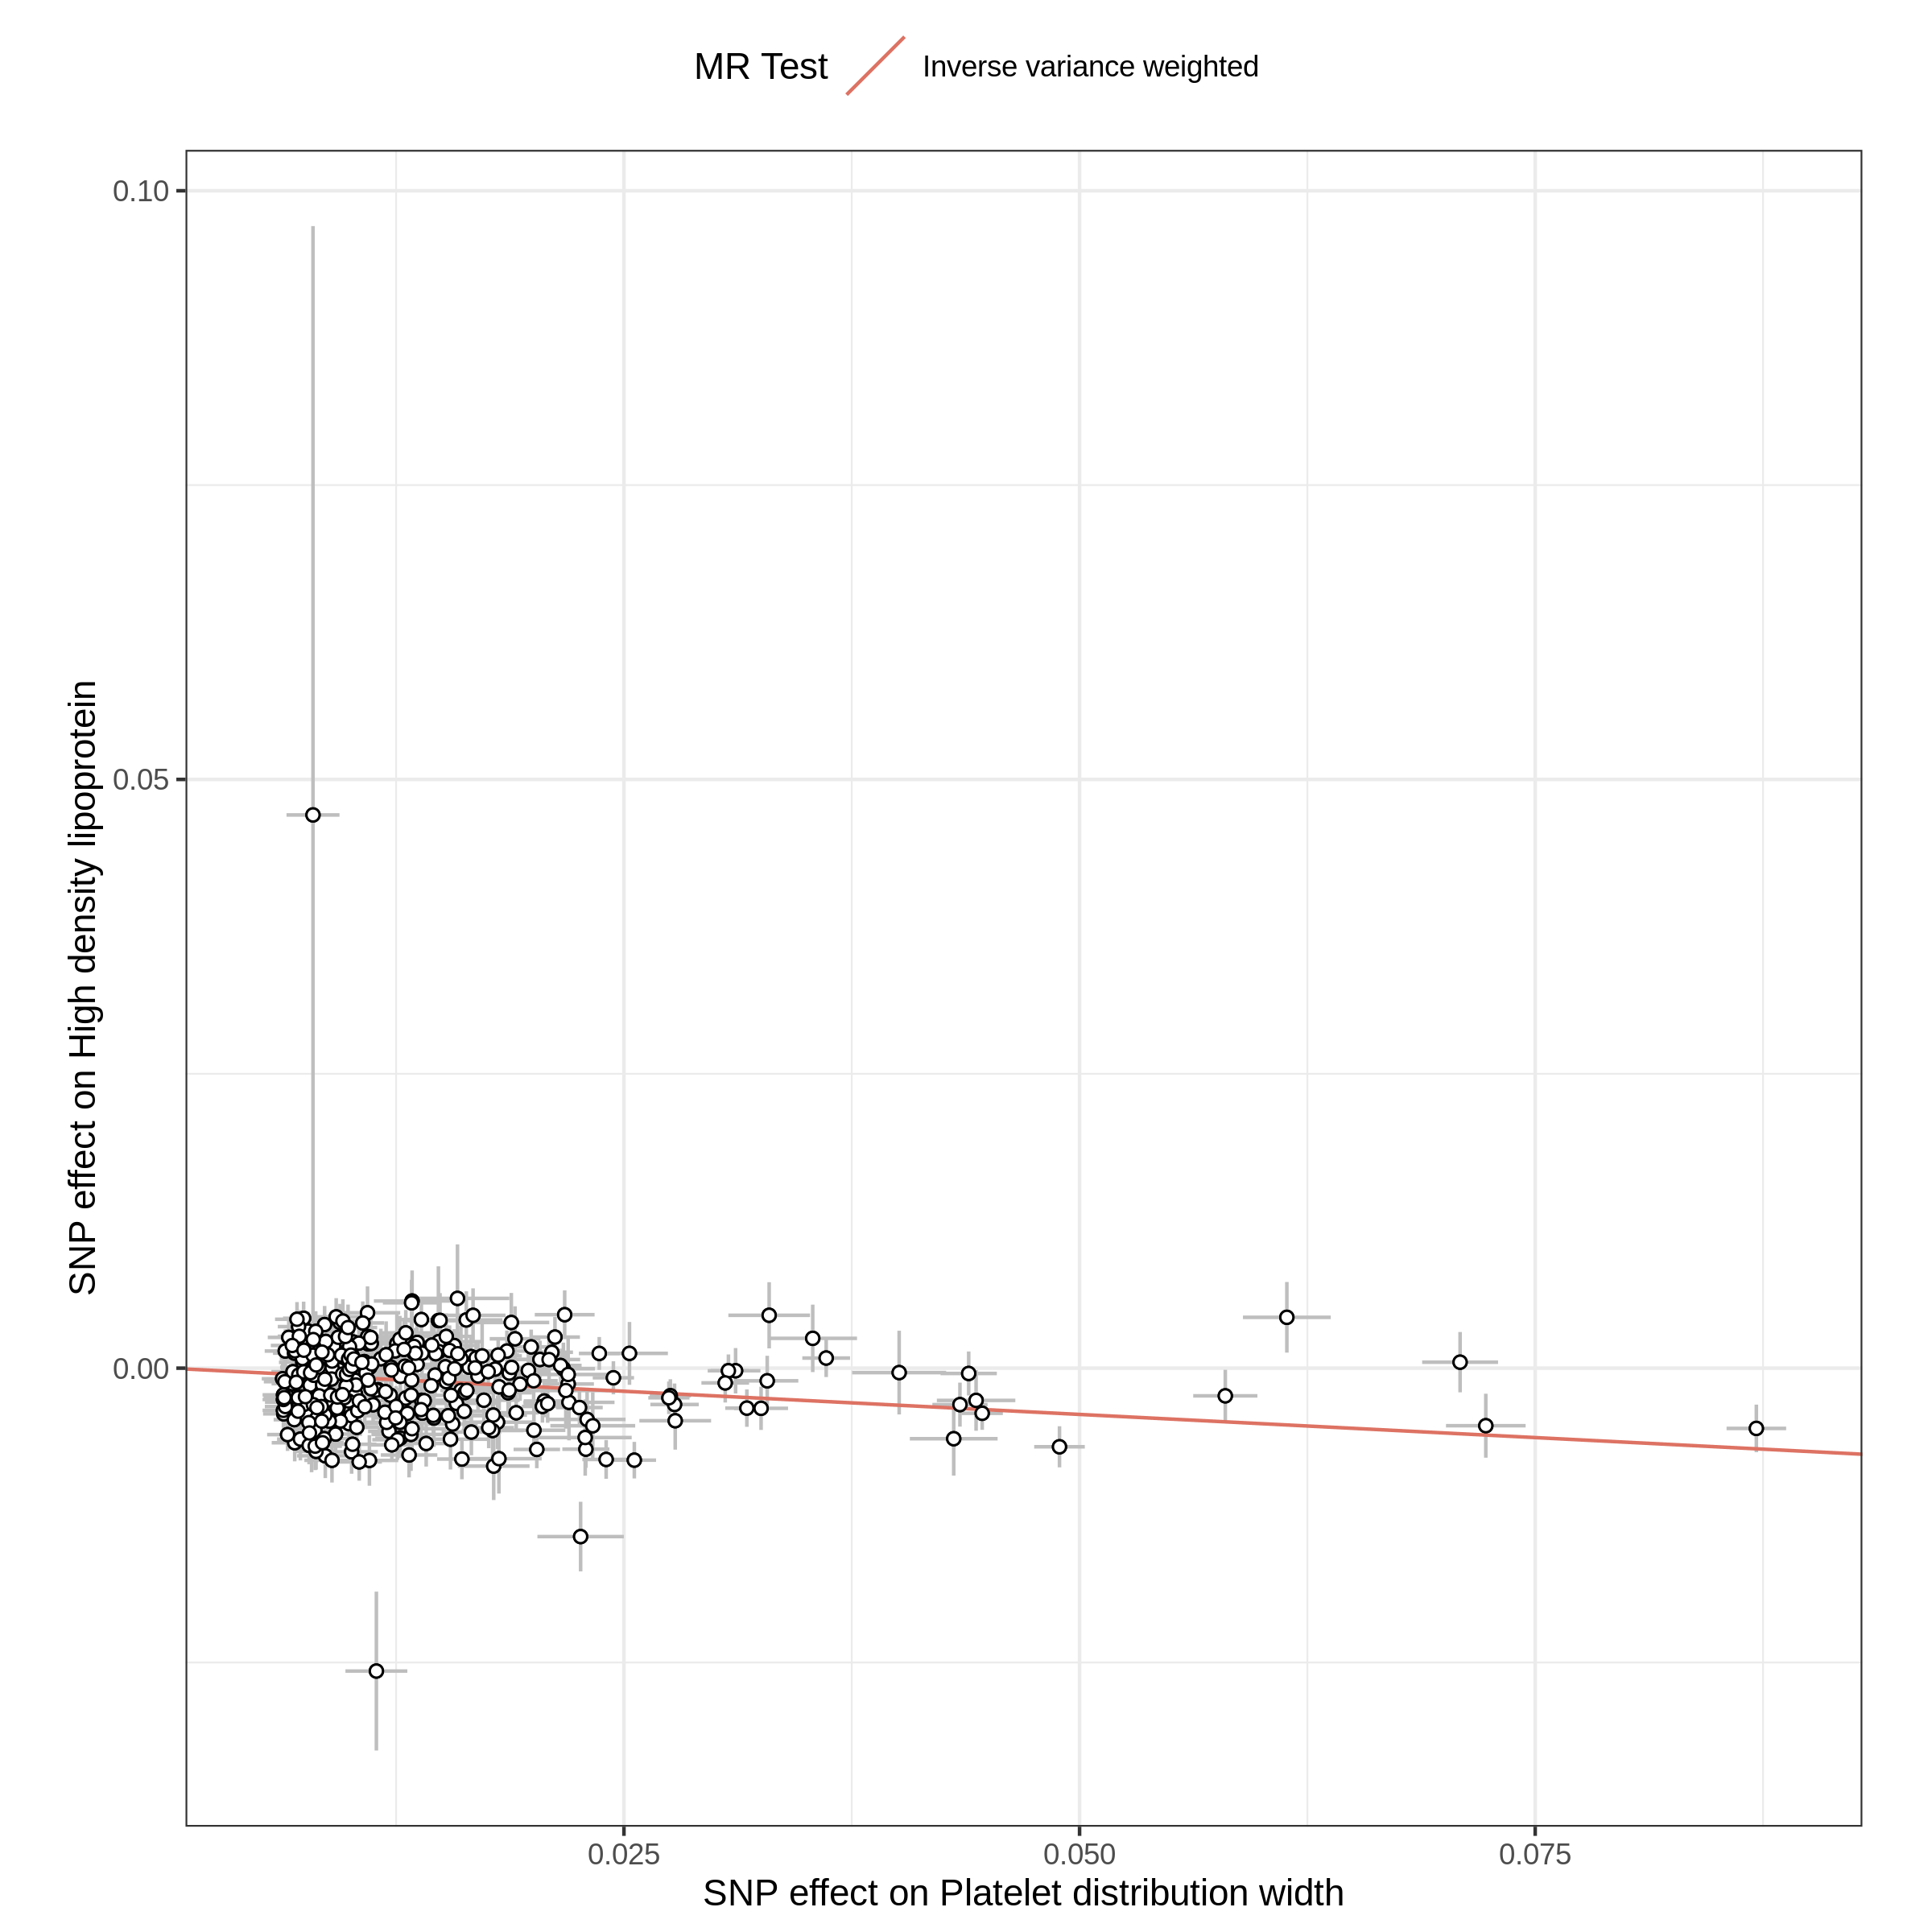 MR Test
Inverse variance weighted
SNP effect on High density lipoprotein
0.10
0.05
0.00
0.025
0.050
0.075
SNP effect on Platelet distribution width